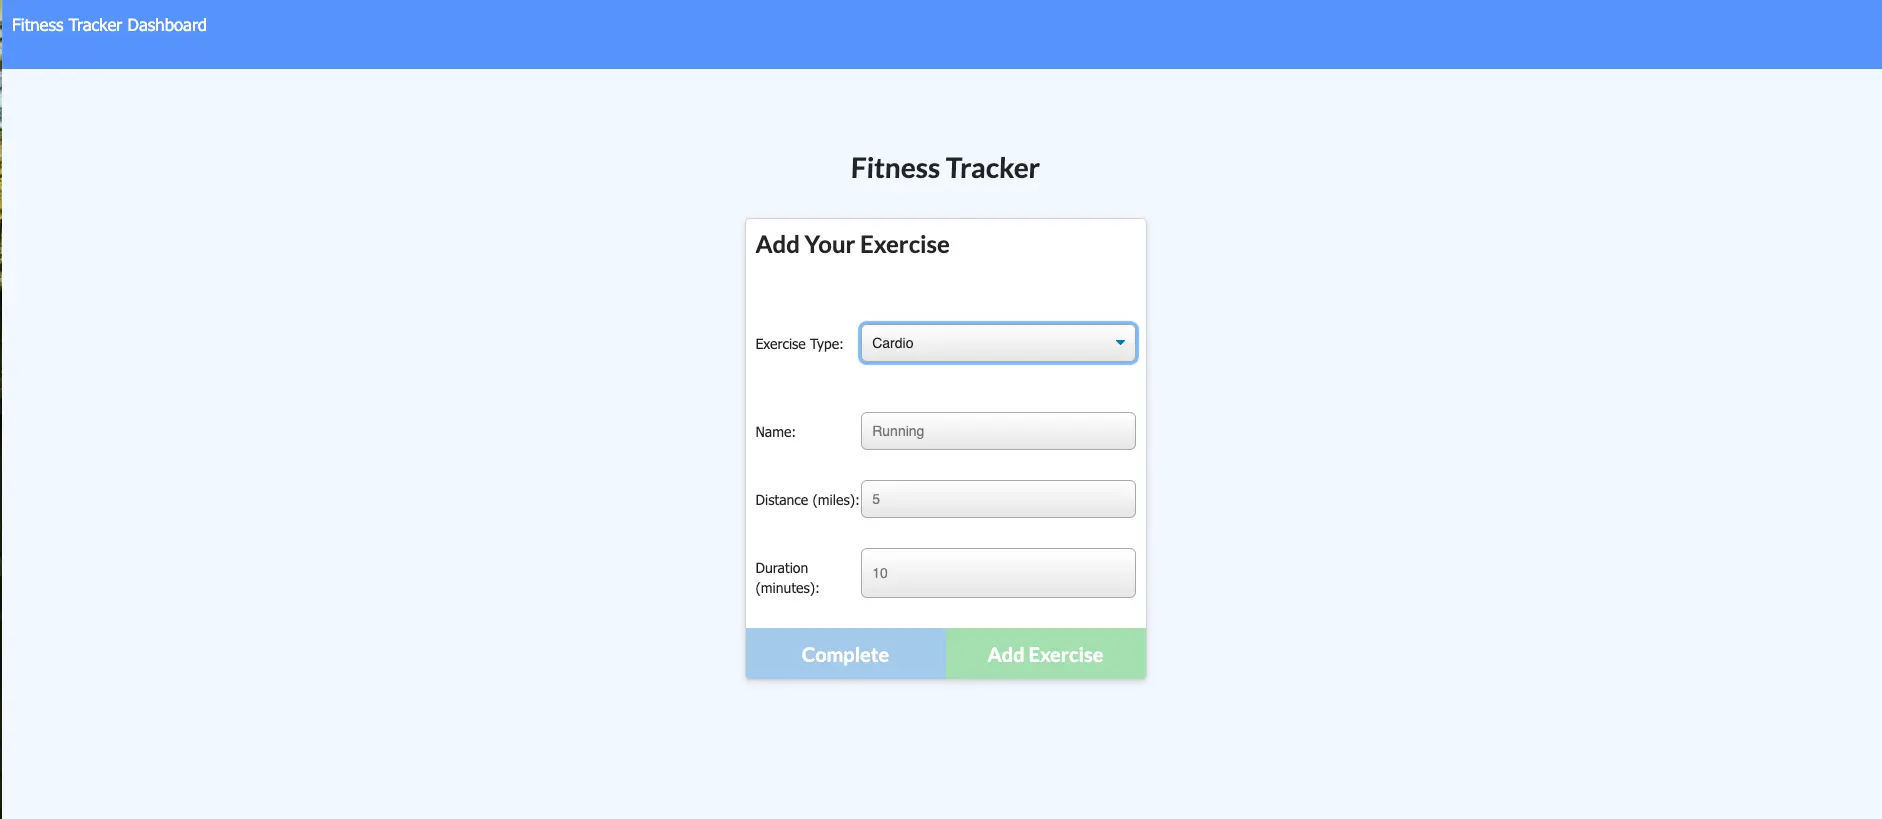 Fitness Tracker Dashboard
Fitness Tracker
Add Your Exercise
Exercise Type: Cardio
Name: Running
Distance (miles): 5
Duration
(minutes): 10
Complete Add Exercise